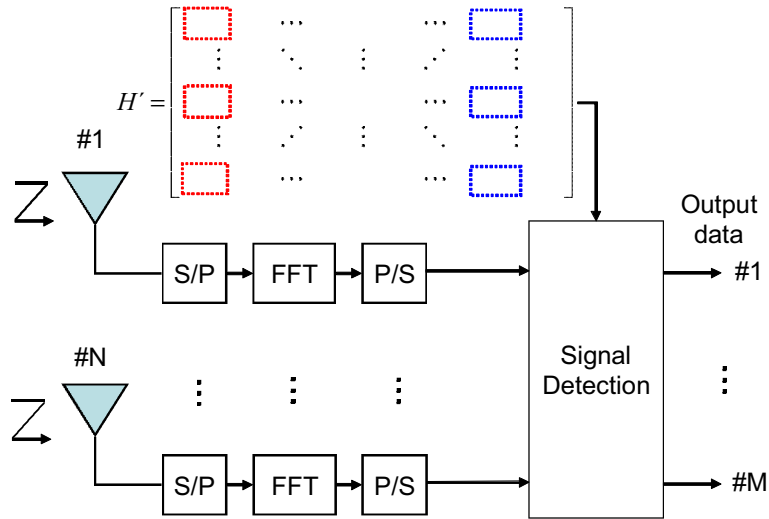 H′ =
#1
Output
data
S/P
FFT
P/S
#1
#N
Signal
Detection
S/P
FFT
P/S
#M